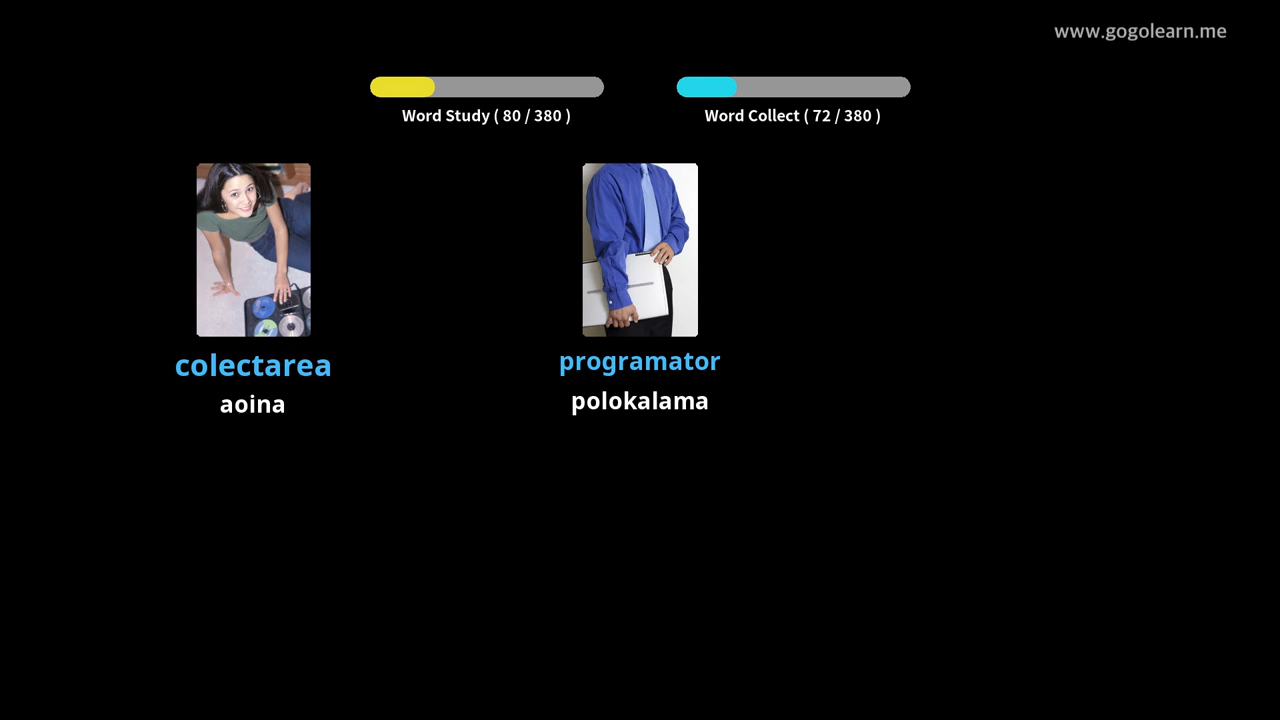 www.gogolearn.me
Word Study ( 80 / 380 )
Word Collect ( 72 / 380 )
colectarea
aoina
programator
polokalama